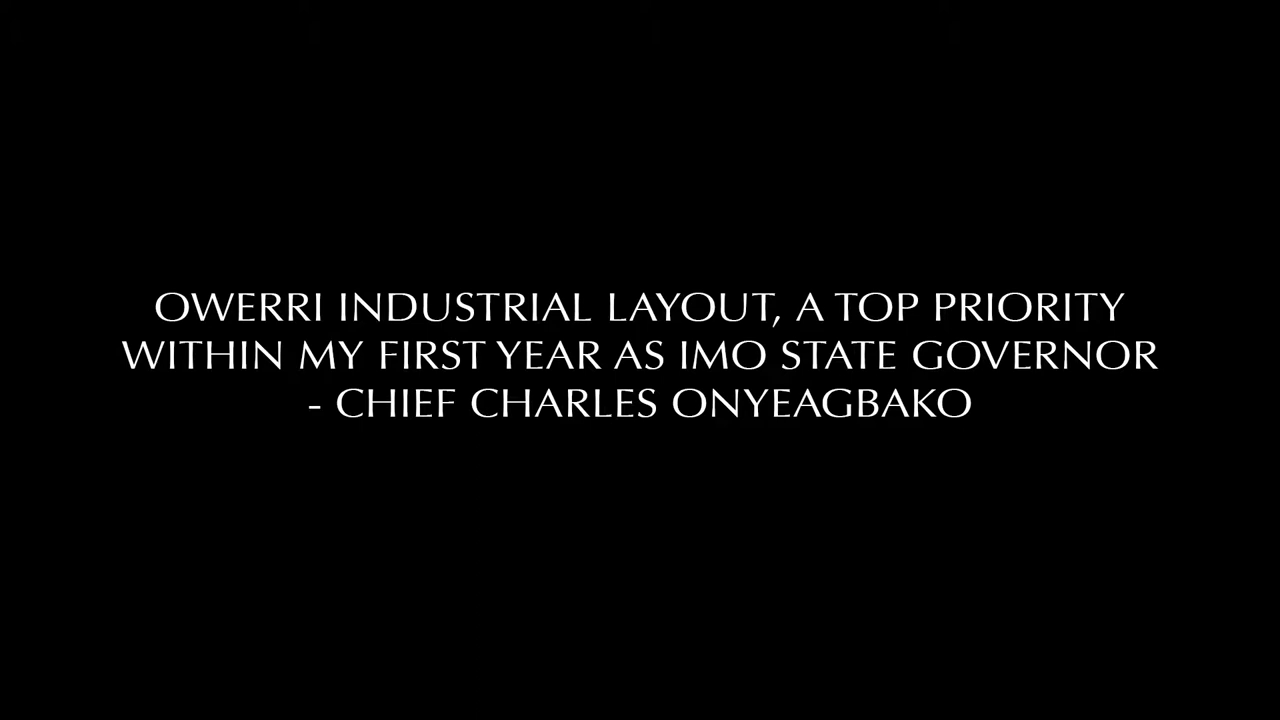 OWERRI INDUSTRIAL LAYOUT, A TOP PRIORITY
WITHIN MY FIRST YEAR AS IMO STATE GOVERNOR
- CHIEF CHARLES ONYEAGBAKO